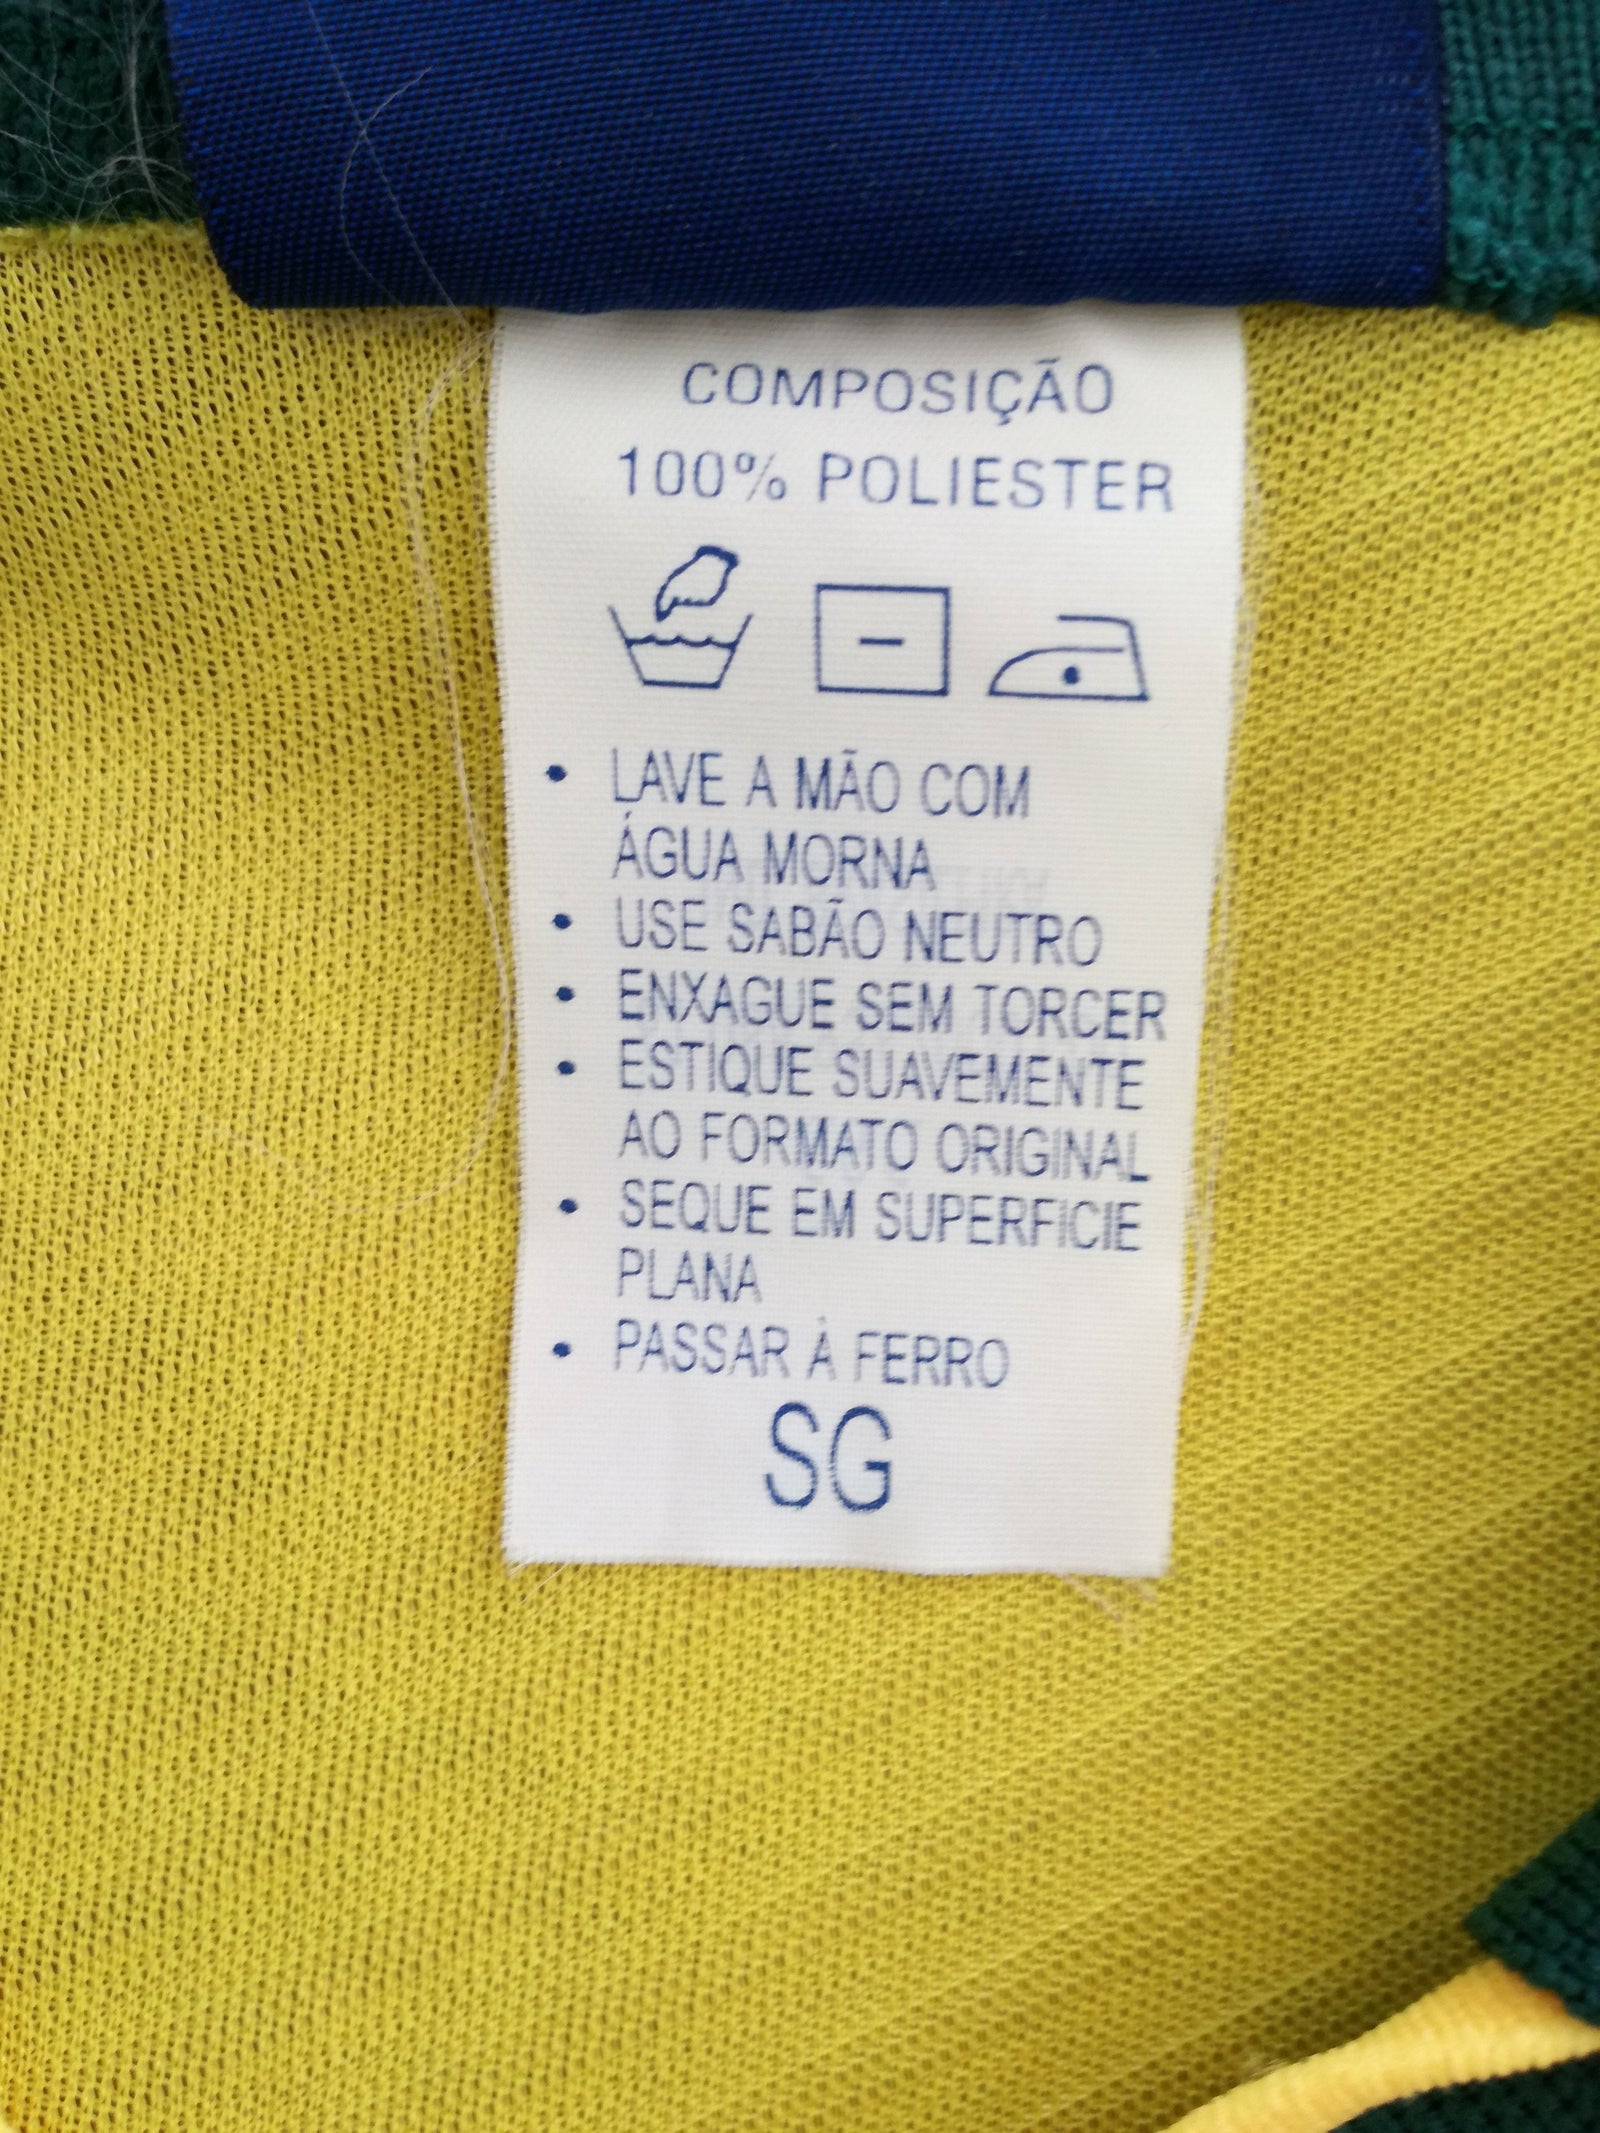 COMPOSIÇÃO
100% POLIESTER
• LAVE A MÃO COM
ÁGUA MORNA
• USE SABÃO NEUTRO
• ENXAGUE SEM TORCER
• ESTIQUE SUAVEMENTE
AO FORMATO ORIGINAL
• SEQUE EM SUPERFICIE
PLANA
• PASSAR À FERRO
SG